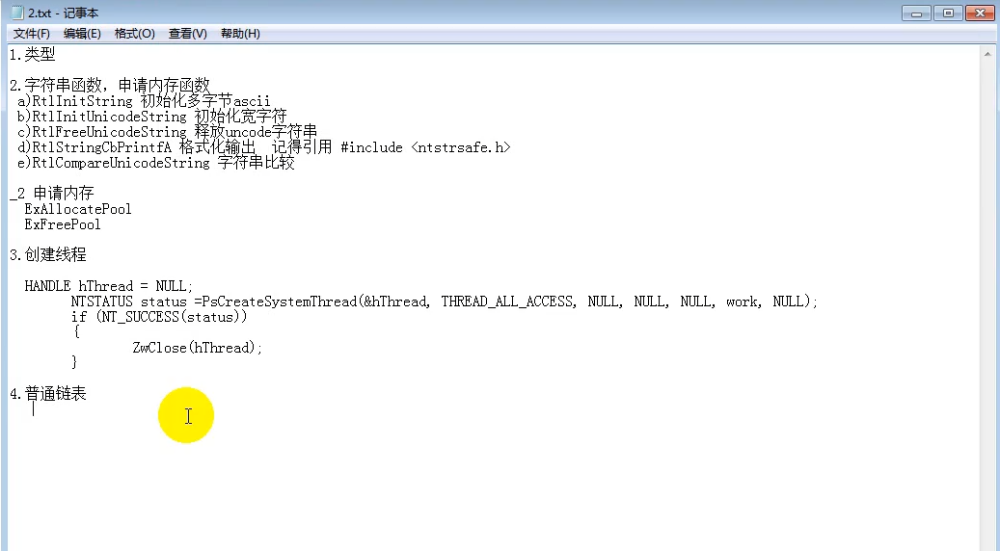 2.txt - 记事本
文件(F) 编辑(E) 格式(O) 查看(V) 帮助(H)
1.类型
2.字符串函数，申请内存函数
a)RtlInitString 初始化多字节ascii
b)RtlInitUnicodeString 初始化宽字符
c)RtlFreeUnicodeString 释放uncode字符串
d)RtlStringCbPrintfA 格式化输出 记得引用 #include <ntstrsafe.h>
e)RtlCompareUnicodeString 字符串比较
_2 申请内存
ExAllocatePool
ExFreePool
3.创建线程
HANDLE hThread = NULL;
NTSTATUS status =PsCreateSystemThread(&hThread, THREAD_ALL_ACCESS, NULL, NULL, NULL, work, NULL);
if (NT_SUCCESS(status))
{
ZwClose(hThread);
}
4.普通链表